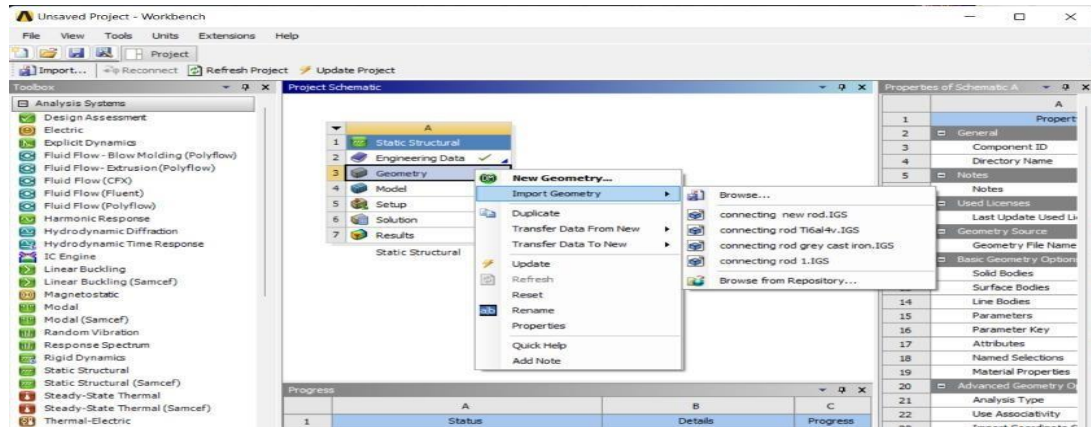 Unsaved Project - Workbench
File View Tools Units Extensions Help
Project
Import... Reconnect Refresh Project Update Project
Toolbox
Analysis Systems
Design Assessment
Electric
Explicit Dynamics
Fluid Flow - Blow Molding (Polyflow)
Fluid Flow - Extrusion (Polyflow)
Fluid Flow (CFX)
Fluid Flow (Fluent)
Fluid Flow (Polyflow)
Harmonic Response
Hydrodynamic Diffraction
Hydrodynamic Time Response
IC Engine
Linear Buckling
Linear Buckling (Samcef)
Magnetostatic
Modal
Modal (Samcef)
Random Vibration
Response Spectrum
Rigid Dynamics
Static Structural
Static Structural (Samcef)
Steady-State Thermal
Steady-State Thermal (Samcef)
Thermal-Electric
Project Schematic
A
1 Static Structural
2 Engineering Data
3 Geometry
4 Model
5 Setup
6 Solution
7 Results
Static Structural
New Geometry...
Import Geometry
Duplicate
Transfer Data From New
Transfer Data To New
Update
Refresh
Reset
Rename
Properties
Quick Help
Add Note
Browse...
connecting new rod.IGS
connecting rod Ti6al4v.IGS
connecting rod grey cast iron.IGS
connecting rod 1.IGS
Browse from Repository...
Progress
A B C
1 Status Details Progress
Properties of Schematic A
A
1 Propert
2 General
3 Component ID
4 Directory Name
5 Notes
Notes
Used Licenses
Last Update Used Li
Geometry Source
Geometry File Name
Basic Geometry Option
Solid Bodies
Surface Bodies
14 Line Bodies
15 Parameters
16 Parameter Key
17 Attributes
18 Named Selections
19 Material Properties
20 Advanced Geometry O
21 Analysis Type
22 Use Associativity